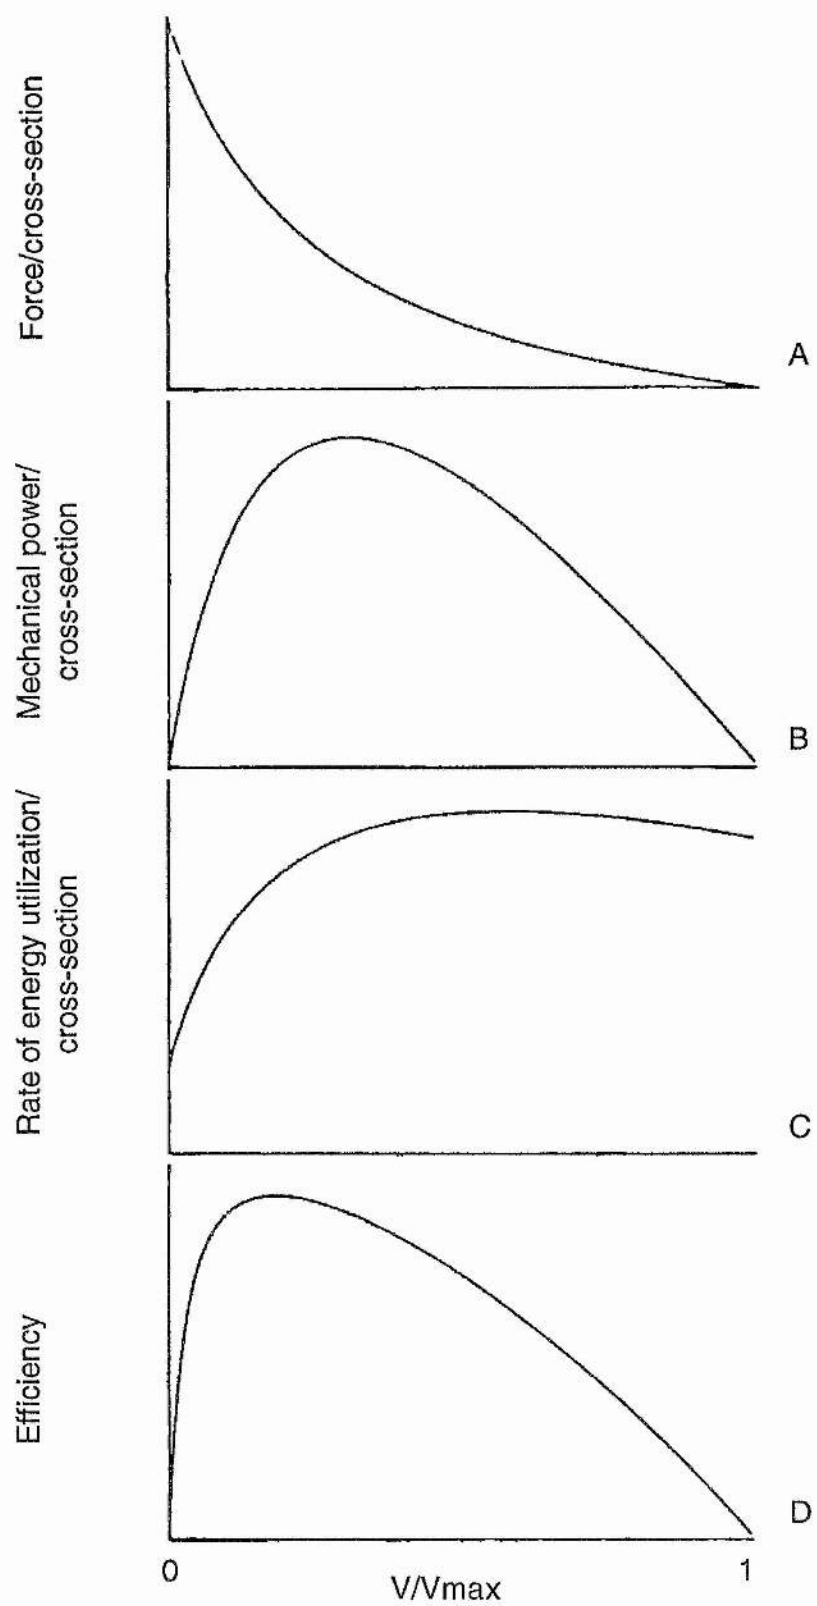 Force/cross-section
A
Mechanical power/
cross-section
B
Rate of energy utilization/
cross-section
C
Efficiency
D
0
1
V/Vmax